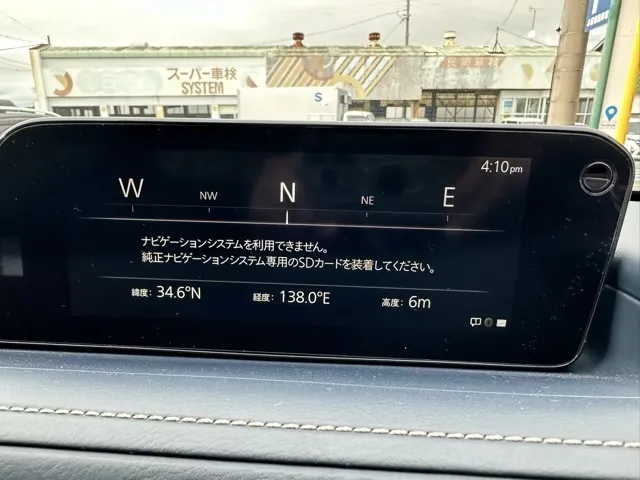 スーパー車検
SYSTEM
S
4:10pm
W NW N NE E
ナビゲーションシステムを利用できません。
純正ナビゲーションシステム専用のSDカードを装着してください。
緯度: 34.6°N 経度: 138.0°E 高度: 6m